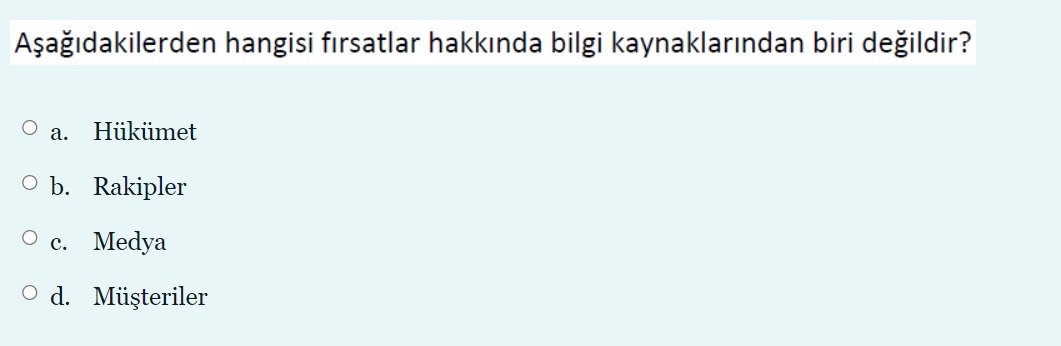 Aşağıdakilerden hangisi fırsatlar hakkında bilgi kaynaklarından biri değildir?
a. Hükümet
b. Rakipler
c. Medya
d. Müşteriler